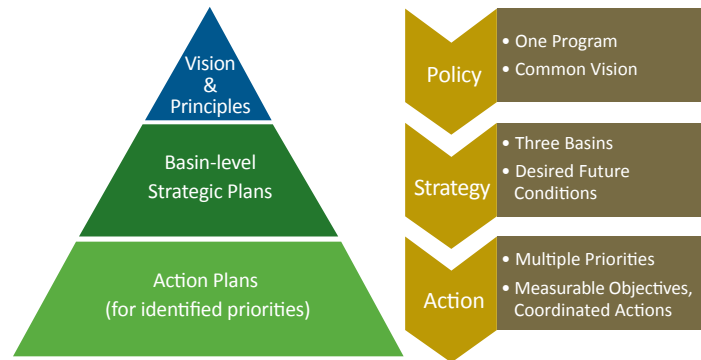 Vision
&
Principles
Basin-level
Strategic Plans
Action Plans
(for identified priorities)
Policy
• One Program
• Common Vision
Strategy
• Three Basins
• Desired Future
Conditions
Action
• Multiple Priorities
• Measurable Objectives,
Coordinated Actions